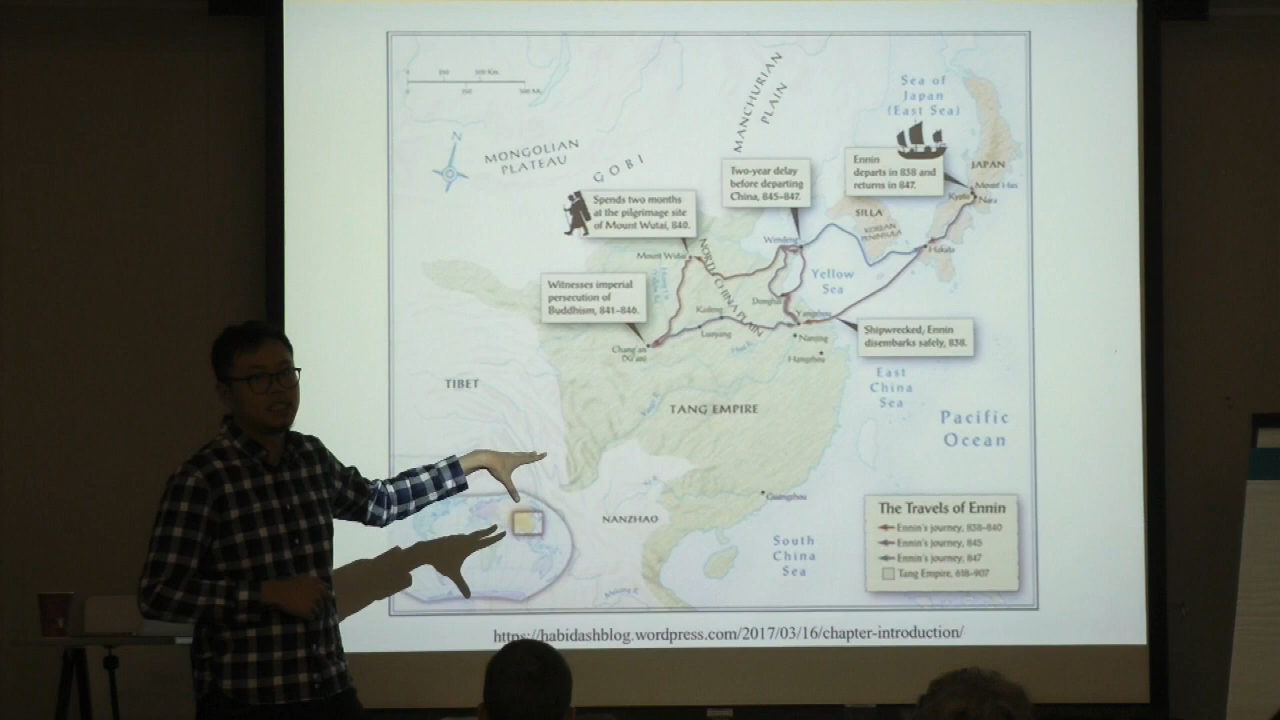 Sea of
Japan
(East Sea)
MANCHURIAN
PLAIN
MONGOLIAN
PLATEAU
GOBI
N
Ennin
departs in 838 and
returns in 847.
JAPAN
Two-year delay
before departing
China, 845–847.
Kyoto
Nara
Spends two months
at the pilgrimage site
of Mount Wutai, 840.
SILLA
KOREAN
PENINSULA
Wendeng
Hakata
Mount Wutai
NORTH CHINA PLAIN
Yellow
Sea
Witnesses imperial
persecution of
Buddhism, 841–846.
Kaifeng
Yangzhou
Luoyang
Nanjing
Shipwrecked, Ennin
disembarks safely, 838.
Chang'an
Hangzhou
East
China
Sea
TIBET
TANG EMPIRE
Pacific
Ocean
Guangzhou
NANZHAO
South
China
Sea
The Travels of Ennin
Ennin's journey, 838–840
Ennin's journey, 845
Ennin's journey, 847
Tang Empire, 618–907
https://habidashblog.wordpress.com/2017/03/16/chapter-introduction/